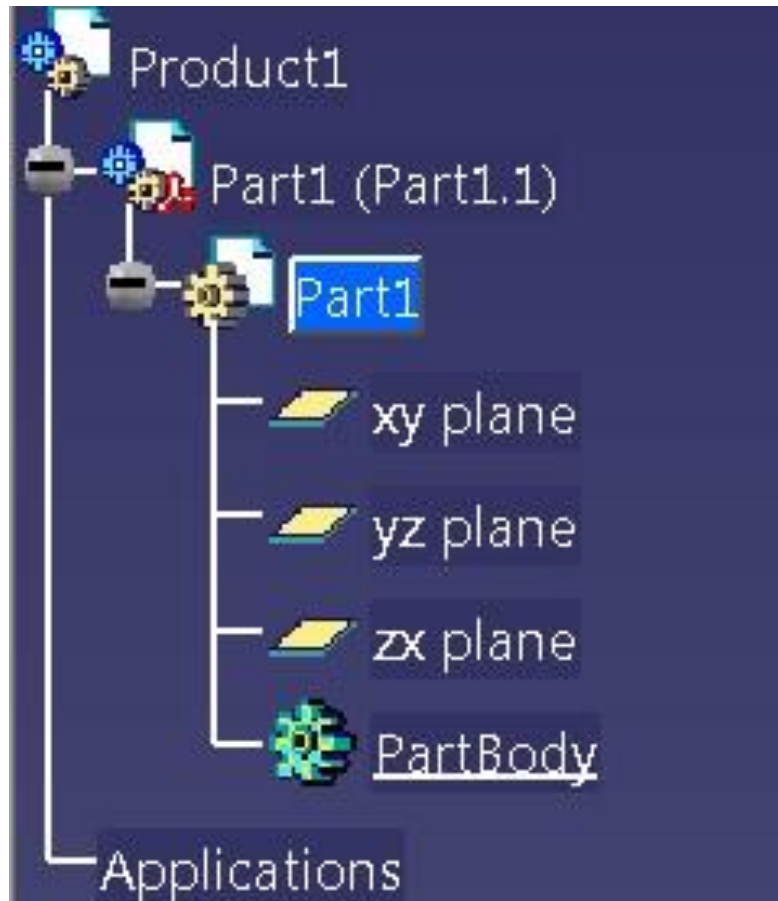 Product1
Part1 (Part1.1)
Part1
xy plane
yz plane
zx plane
PartBody
Applications